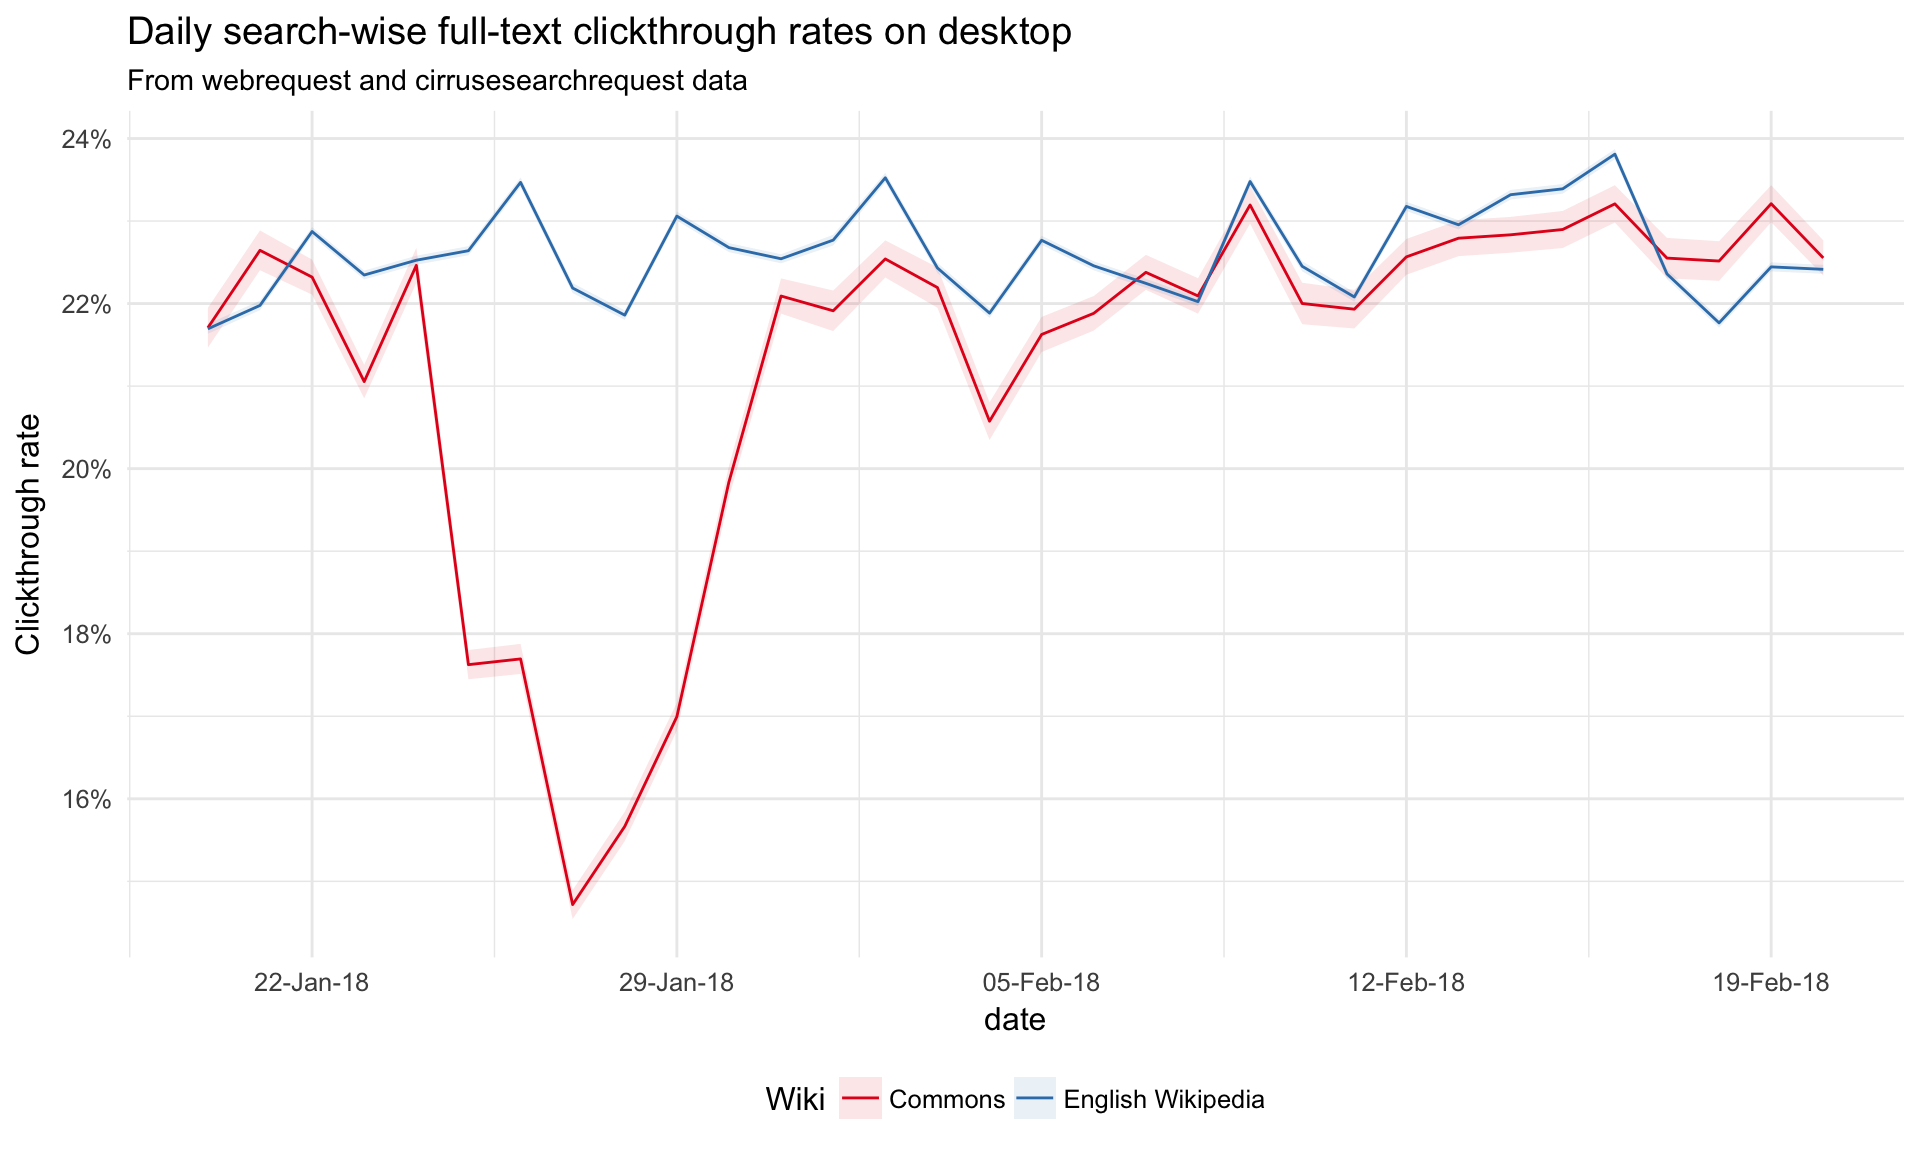 Daily search-wise full-text clickthrough rates on desktop
From webrequest and cirrusesearchrequest data
Clickthrough rate
24%
22%
20%
18%
16%
22-Jan-18 29-Jan-18 05-Feb-18 12-Feb-18 19-Feb-18
date
Wiki Commons English Wikipedia